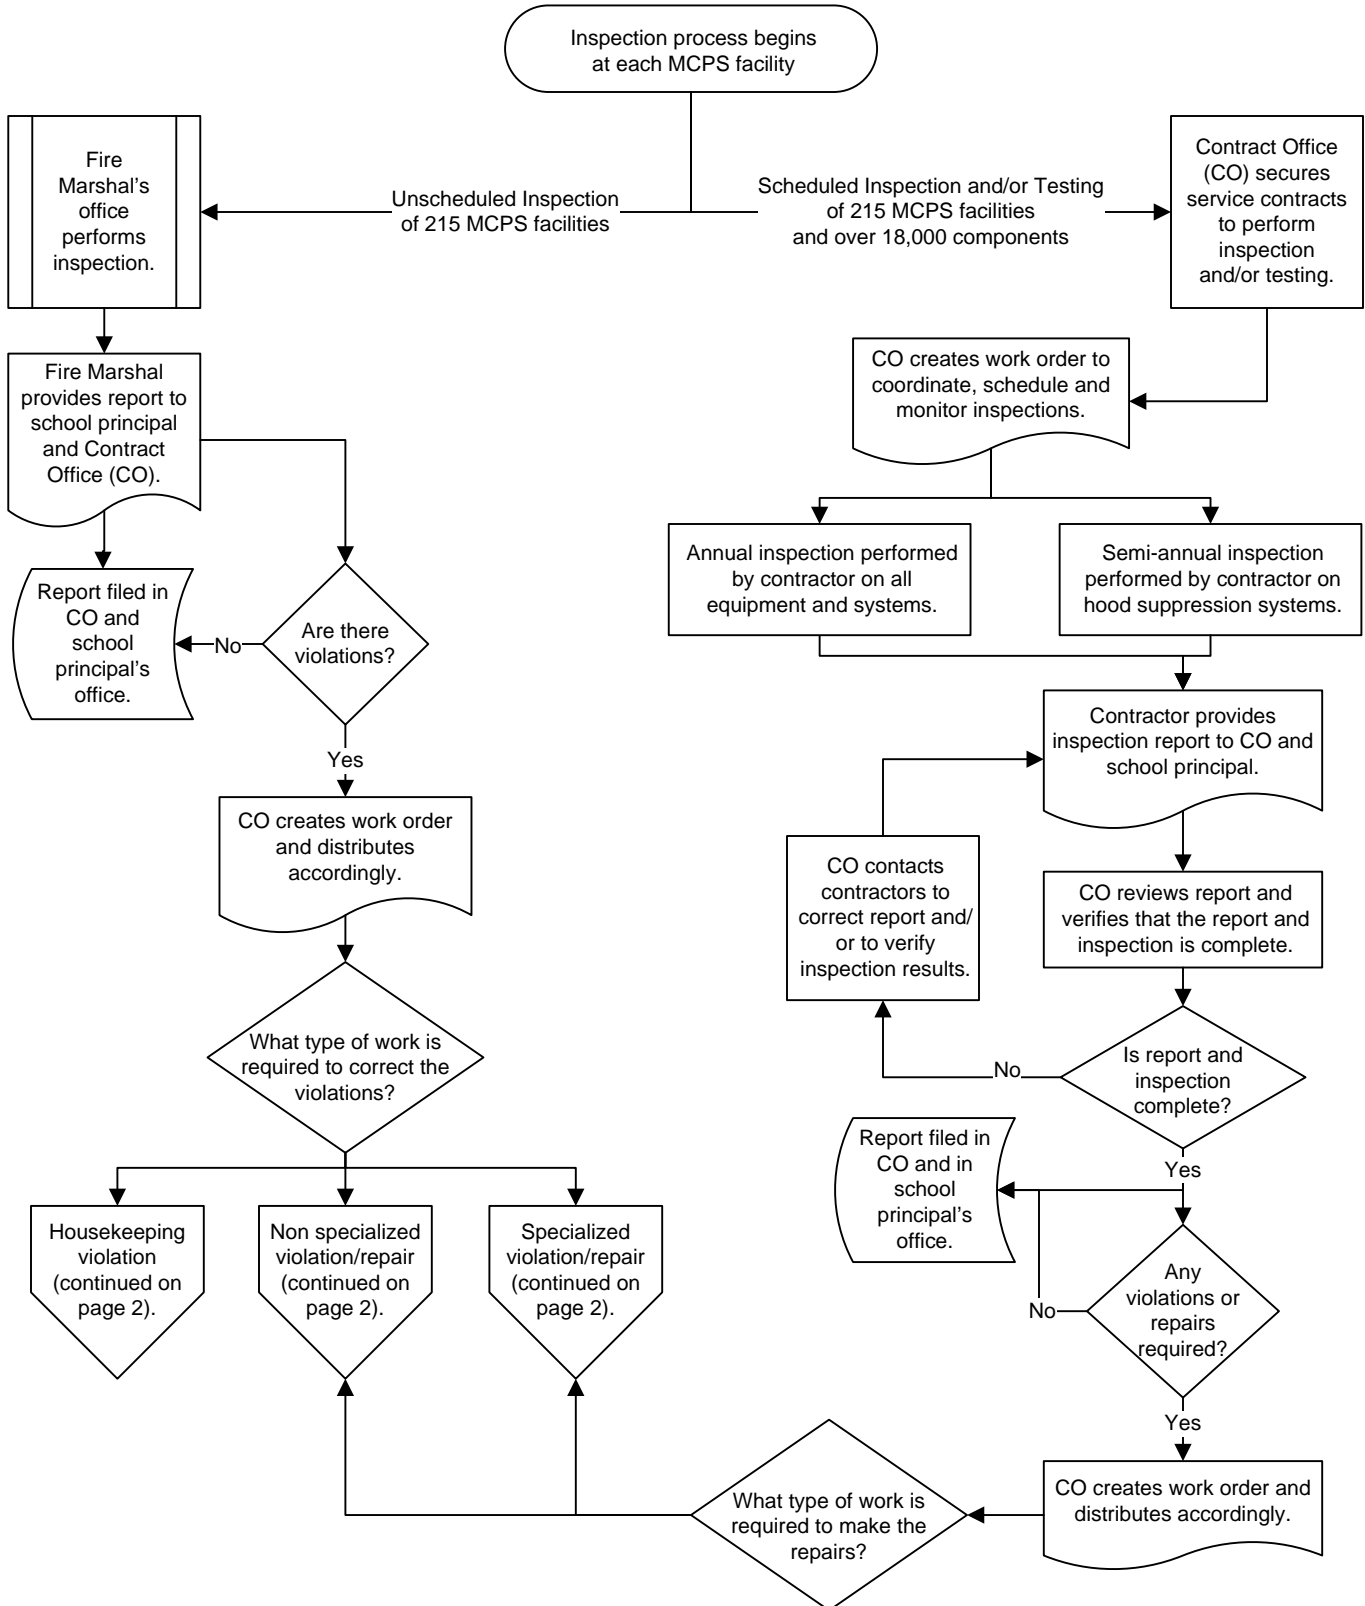 Inspection process begins
at each MCPS facility
Fire
Marshal's
office
performs
inspection.
Unscheduled Inspection
of 215 MCPS facilities
Scheduled Inspection and/or Testing
of 215 MCPS facilities
and over 18,000 components
Contract Office
(CO) secures
service contracts
to perform
inspection
and/or testing.
Fire Marshal
provides report to
school principal
and Contract
Office (CO).
CO creates work order to
coordinate, schedule and
monitor inspections.
Annual inspection performed
by contractor on all
equipment and systems.
Semi-annual inspection
performed by contractor on
hood suppression systems.
Report filed in
CO and
school
principal's
office.
No
Are there
violations?
Yes
Contractor provides
inspection report to CO and
school principal.
CO creates work order
and distributes
accordingly.
CO contacts
contractors to
correct report and/
or to verify
inspection results.
CO reviews report and
verifies that the report and
inspection is complete.
What type of work is
required to correct the
violations?
No
Is report and
inspection
complete?
Yes
Report filed in
CO and in
school
principal's
office.
Housekeeping
violation
(continued on
page 2).
Non specialized
violation/repair
(continued on
page 2).
Specialized
violation/repair
(continued on
page 2).
No
Any
violations or
repairs
required?
Yes
What type of work is
required to make the
repairs?
CO creates work order and
distributes accordingly.